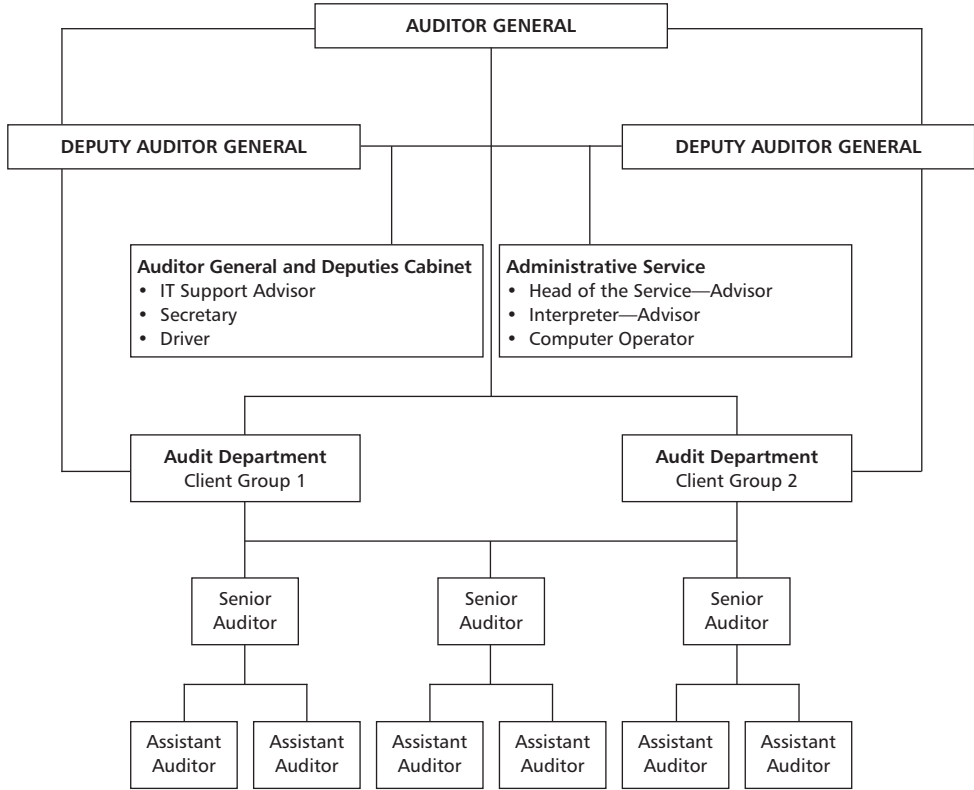 AUDITOR GENERAL
DEPUTY AUDITOR GENERAL
DEPUTY AUDITOR GENERAL
Auditor General and Deputies Cabinet
• IT Support Advisor
• Secretary
• Driver
Administrative Service
• Head of the Service—Advisor
• Interpreter—Advisor
• Computer Operator
Audit Department
Client Group 1
Audit Department
Client Group 2
Senior
Auditor
Senior
Auditor
Senior
Auditor
Assistant
Auditor
Assistant
Auditor
Assistant
Auditor
Assistant
Auditor
Assistant
Auditor
Assistant
Auditor